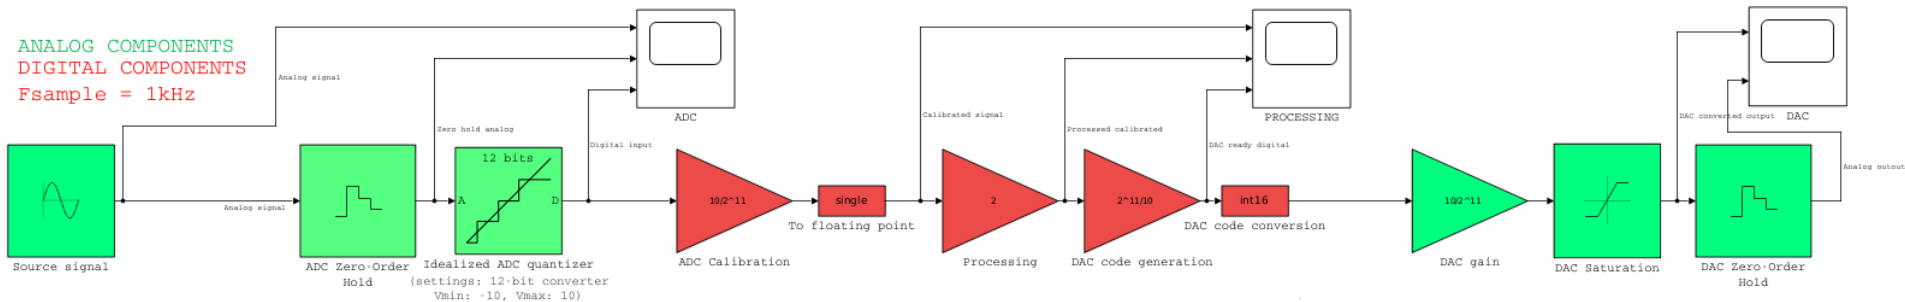 ANALOG COMPONENTS
DIGITAL COMPONENTS
Fsample = 1kHz
Analog signal
Analog signal
Source signal
ADC Zero-Order
Hold
Zero hold analog
12 bits
A
D
Idealized ADC quantizer
(settings: 12-bit converter
Vmin: -10, Vmax: 10)
Digital input
ADC
10/2^11
ADC Calibration
single
To floating point
Calibrated signal
2
Processing
Processed calibrated
2^11/10
DAC code generation
DAC ready digital
int16
DAC code conversion
PROCESSING
10/2^11
DAC gain
DAC Saturation
DAC converted output
DAC
DAC Zero-Order
Hold
Analog outout